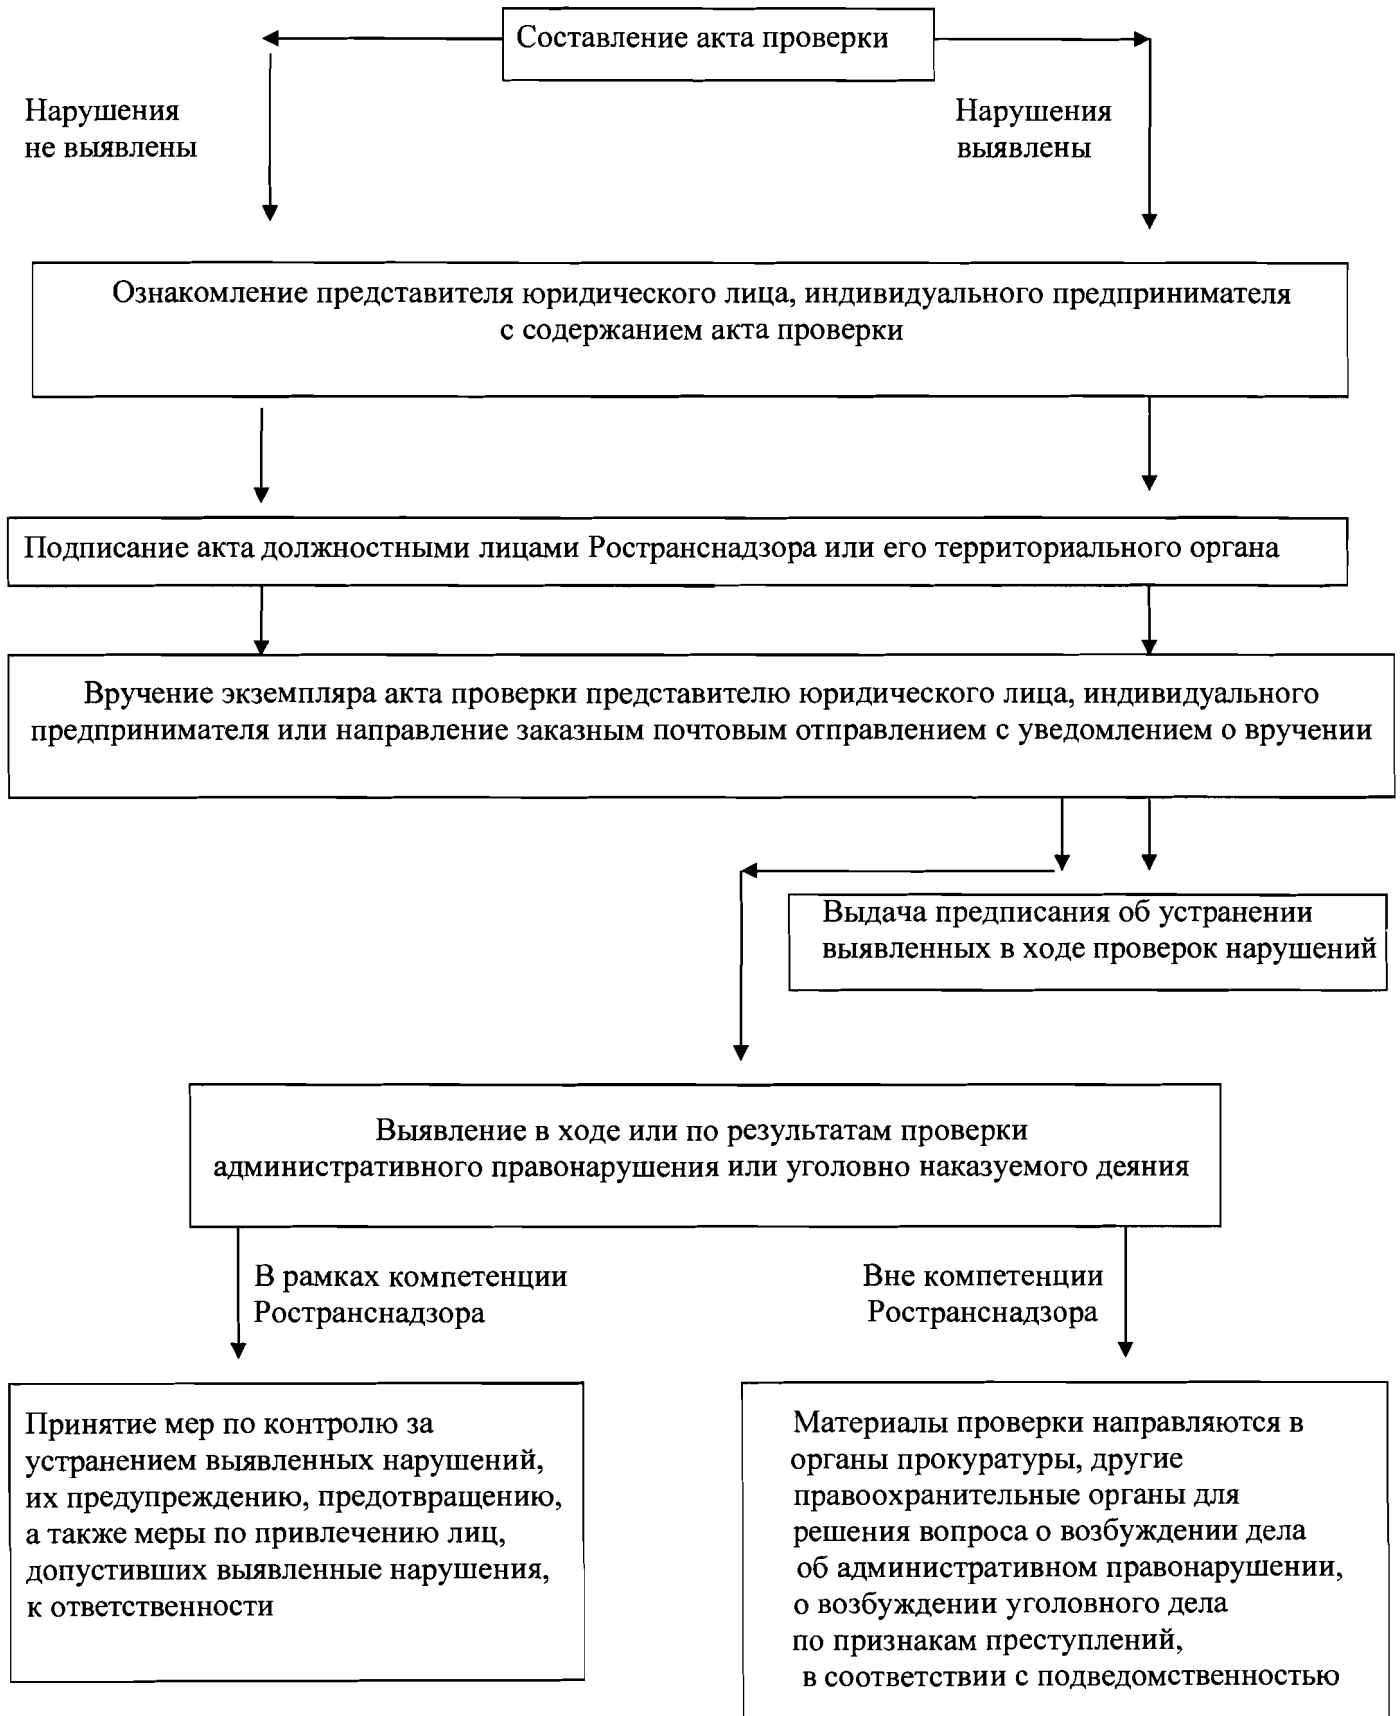 Составление акта проверки
Нарушения
не выявлены
Нарушения
выявлены
Ознакомление представителя юридического лица, индивидуального предпринимателя
с содержанием акта проверки
Подписание акта должностными лицами Ространснадзора или его территориального органа
Вручение экземпляра акта проверки представителю юридического лица, индивидуального
предпринимателя или направление заказным почтовым отправлением с уведомлением о вручении
Выдача предписания об устранении
выявленных в ходе проверок нарушений
Выявление в ходе или по результатам проверки
административного правонарушения или уголовно наказуемого деяния
В рамках компетенции
Ространснадзора
Вне компетенции
Ространснадзора
Принятие мер по контролю за
устранением выявленных нарушений,
их предупреждению, предотвращению,
а также меры по привлечению лиц,
допустивших выявленные нарушения,
к ответственности
Материалы проверки направляются в
органы прокуратуры, другие
правоохранительные органы для
решения вопроса о возбуждении дела
об административном правонарушении,
о возбуждении уголовного дела
по признакам преступлений,
в соответствии с подведомственностью